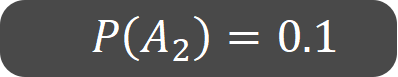 P(A₂) = 0.1